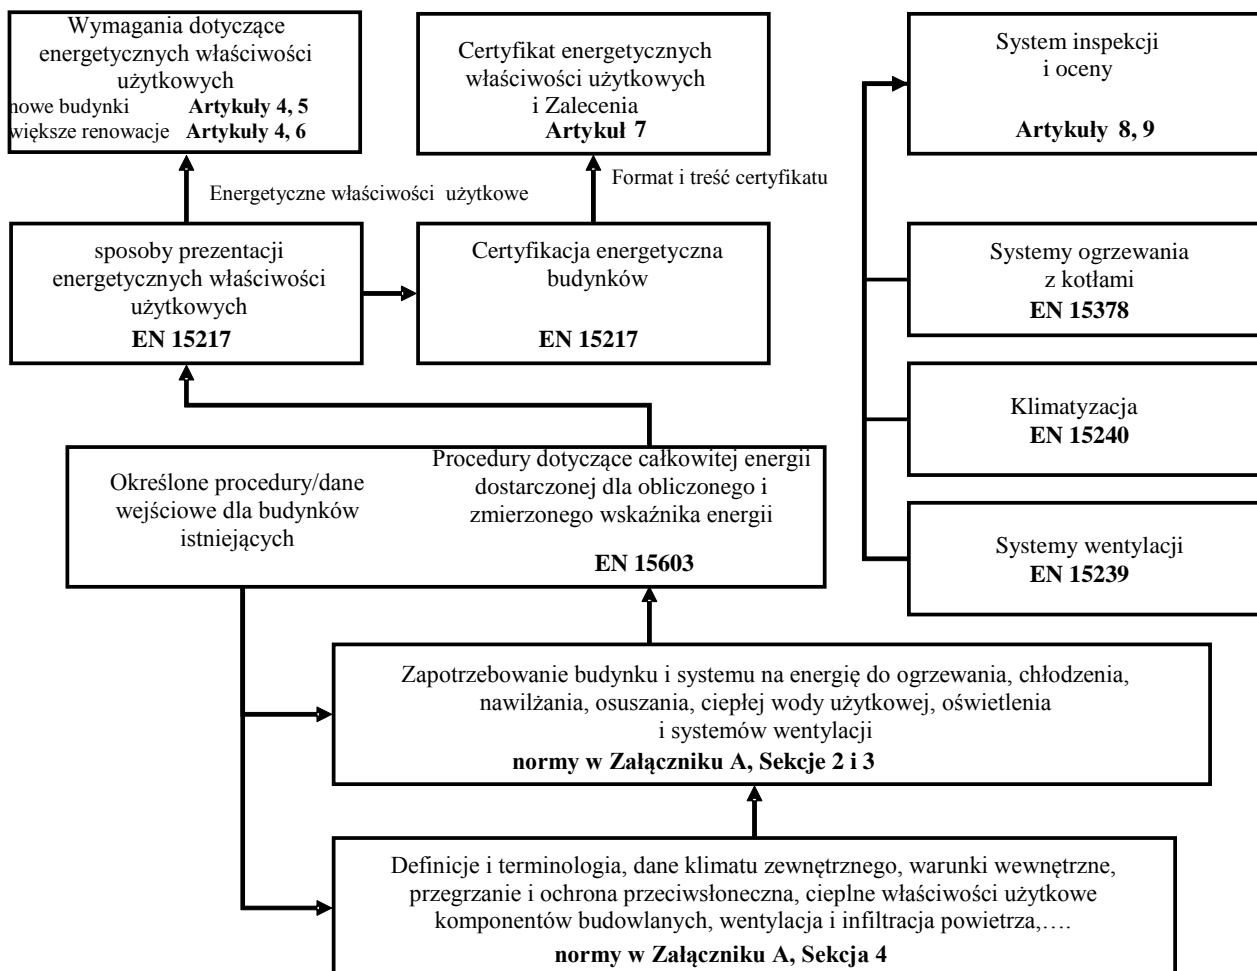 Wymagania dotyczące
energetycznych właściwości
użytkowych
nowe budynki Artykuły 4, 5
większe renowacje Artykuły 4, 6
Certyfikat energetycznych
właściwości użytkowych
i Zalecenia
Artykuł 7
System inspekcji
i oceny
Artykuły 8, 9
Energetyczne właściwości użytkowe
Format i treść certyfikatu
sposoby prezentacji
energetycznych właściwości
użytkowych
EN 15217
Certyfikacja energetyczna
budynków
EN 15217
Systemy ogrzewania
z kotłami
EN 15378
Klimatyzacja
EN 15240
Określone procedury/dane
wejściowe dla budynków
istniejących
Procedury dotyczące całkowitej energii
dostarczonej dla obliczonego i
zmierzonego wskaźnika energii
EN 15603
Systemy wentylacji
EN 15239
Zapotrzebowanie budynku i systemu na energię do ogrzewania, chłodzenia,
nawilżania, osuszania, ciepłej wody użytkowej, oświetlenia
i systemów wentylacji
normy w Załączniku A, Sekcje 2 i 3
Definicje i terminologia, dane klimatu zewnętrznego, warunki wewnętrzne,
przegrzanie i ochrona przeciwsłoneczna, cieplne właściwości użytkowe
komponentów budowlanych, wentylacja i infiltracja powietrza,….
normy w Załączniku A, Sekcja 4